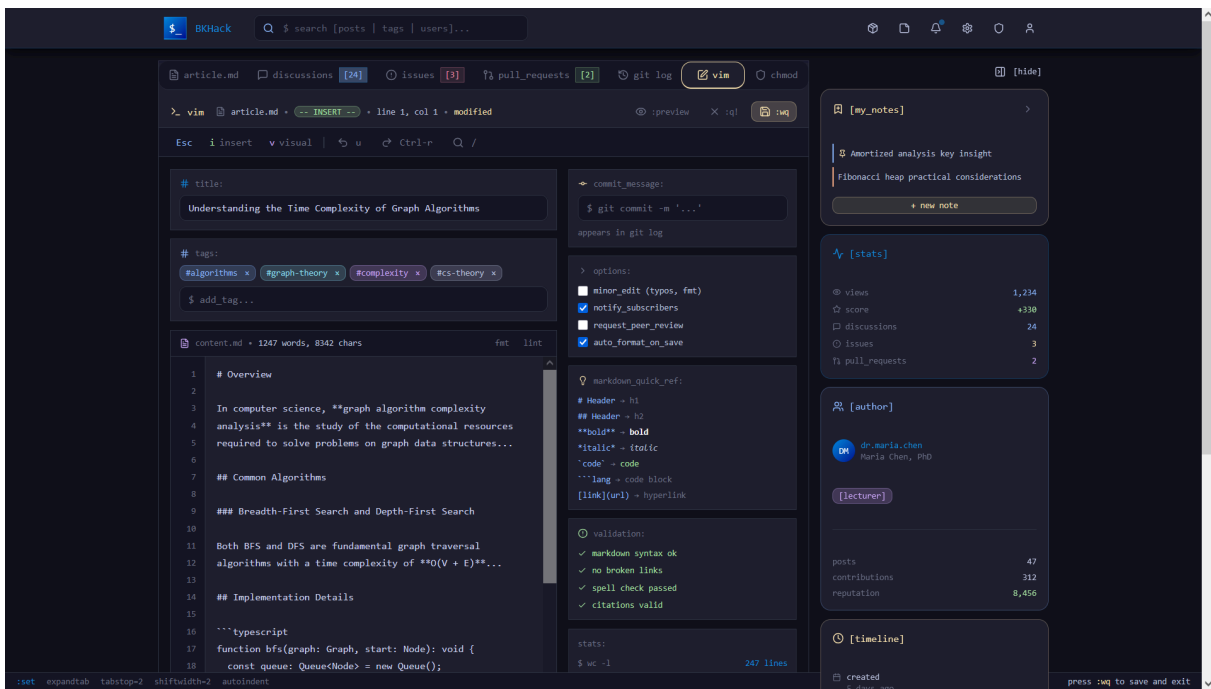 $_ BKHack $ search [posts | tags | users]...
article.md discussions [24] issues [3] pull_requests [2] git log vim chmod
vim article.md • -- INSERT -- • line 1, col 1 • modified :preview :q! :wq
Esc i insert v visual | u Ctrl-r /
# title:
Understanding the Time Complexity of Graph Algorithms
# tags:
#algorithms × #graph-theory × #complexity × #cs-theory ×
$ add_tag...
content.md • 1247 words, 8342 chars fmt lint
1 # Overview
2
3 In computer science, **graph algorithm complexity
4 analysis** is the study of the computational resources
5 required to solve problems on graph data structures...
6
7 ## Common Algorithms
8
9 ### Breadth-First Search and Depth-First Search
10
11 Both BFS and DFS are fundamental graph traversal
12 algorithms with a time complexity of **O(V + E)**...
13
14 ## Implementation Details
15
16 ```typescript
17 function bfs(graph: Graph, start: Node): void {
18 const queue: Queue<Node> = new Queue();
commit_message:
$ git commit -m '...'
appears in git log
> options:
minor_edit (typos, fmt)
notify_subscribers
request_peer_review
auto_format_on_save
markdown_quick_ref:
# Header → h1
## Header → h2
**bold** → bold
*italic* → italic
`code` → code
```lang → code block
[link](url) → hyperlink
validation:
✓ markdown syntax ok
✓ no broken links
✓ spell check passed
✓ citations valid
stats:
$ wc -l 247 lines
[hide]
[my_notes]
Amortized analysis key insight
Fibonacci heap practical considerations
+ new note
[stats]
views 1,234
score +330
discussions 24
issues 3
pull_requests 2
[author]
DM dr.maria.chen
Maria Chen, PhD
[lecturer]
posts 47
contributions 312
reputation 8,456
[timeline]
created
5 days ago
:set expandtab tabstop=2 shiftwidth=2 autoindent press :wq to save and exit